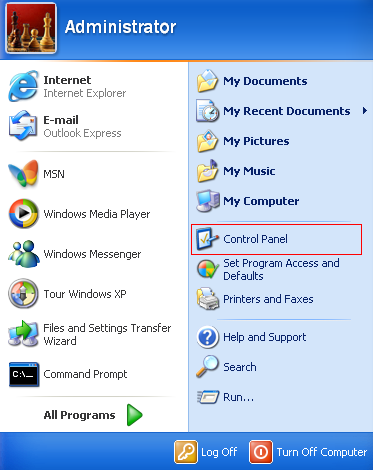 Administrator
Internet
Internet Explorer
E-mail
Outlook Express
MSN
Windows Media Player
Windows Messenger
Tour Windows XP
Files and Settings Transfer
Wizard
C:\_
Command Prompt
All Programs
My Documents
My Recent Documents
My Pictures
My Music
My Computer
Control Panel
Set Program Access and
Defaults
Printers and Faxes
Help and Support
Search
Run...
Log Off
Turn Off Computer